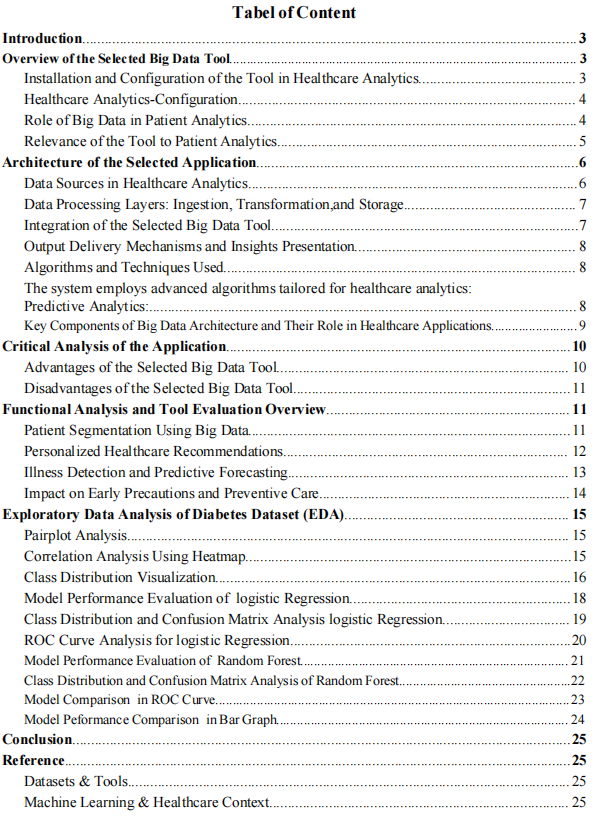 Tabel of Content
Introduction 3
Overview of the Selected Big Data Tool 3
Installation and Configuration of the Tool in Healthcare Analytics 3
Healthcare Analytics-Configuration 4
Role of Big Data in Patient Analytics 4
Relevance of the Tool to Patient Analytics 5
Architecture of the Selected Application 6
Data Sources in Healthcare Analytics 6
Data Processing Layers: Ingestion, Transformation,and Storage 7
Integration of the Selected Big Data Tool 7
Output Delivery Mechanisms and Insights Presentation 8
Algorithms and Techniques Used 8
The system employs advanced algorithms tailored for healthcare analytics:
Predictive Analytics: 8
Key Components of Big Data Architecture and Their Role in Healthcare Applications 9
Critical Analysis of the Application 10
Advantages of the Selected Big Data Tool 10
Disadvantages of the Selected Big Data Tool 11
Functional Analysis and Tool Evaluation Overview 11
Patient Segmentation Using Big Data 11
Personalized Healthcare Recommendations 12
Illness Detection and Predictive Forecasting 13
Impact on Early Precautions and Preventive Care 14
Exploratory Data Analysis of Diabetes Dataset (EDA) 15
Pairplot Analysis 15
Correlation Analysis Using Heatmap 15
Class Distribution Visualization 16
Model Performance Evaluation of logistic Regression 18
Class Distribution and Confusion Matrix Analysis logistic Regression 19
ROC Curve Analysis for logistic Regression 20
Model Performance Evaluation of Random Forest 21
Class Distribution and Confusion Matrix Analysis of Random Forest 22
Model Comparison in ROC Curve 23
Model Peformance Comparison in Bar Graph 24
Conclusion 25
Reference 25
Datasets & Tools 25
Machine Learning & Healthcare Context 25